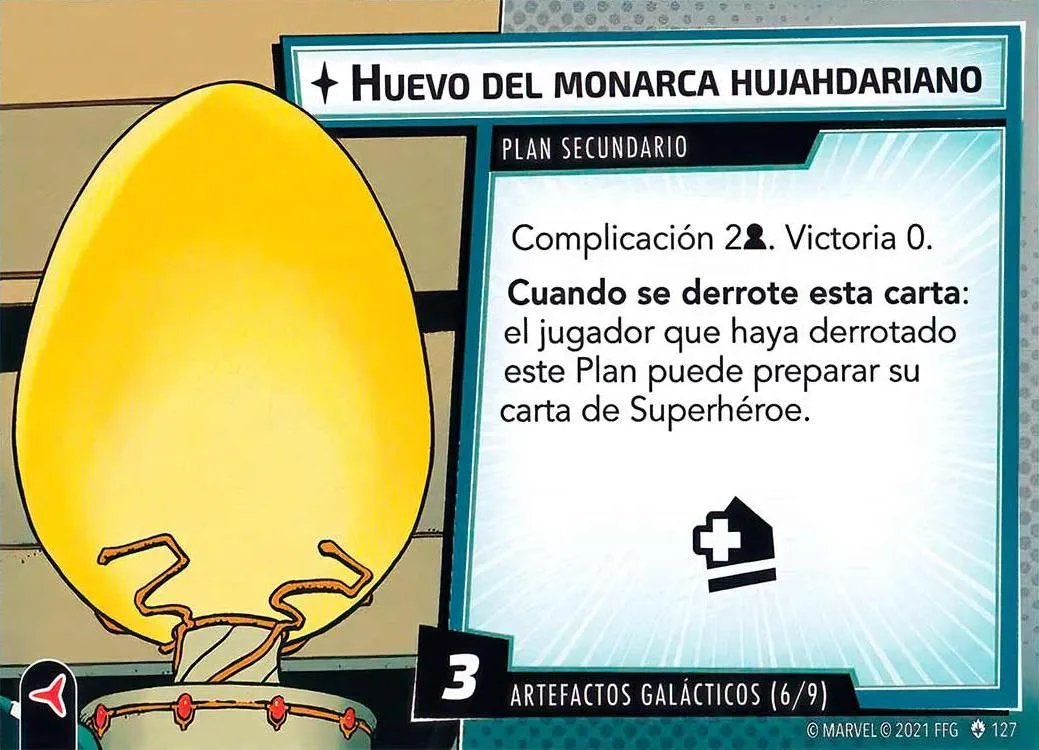 HUEVO DEL MONARCA HUJAHDARIANO
PLAN SECUNDARIO
Complicación 2. Victoria 0.
Cuando se derrote esta carta:
el jugador que haya derrotado
este Plan puede preparar su
carta de Superhéroe.
3
ARTEFACTOS GALÁCTICOS (6/9)
© MARVEL © 2021 FFG 127